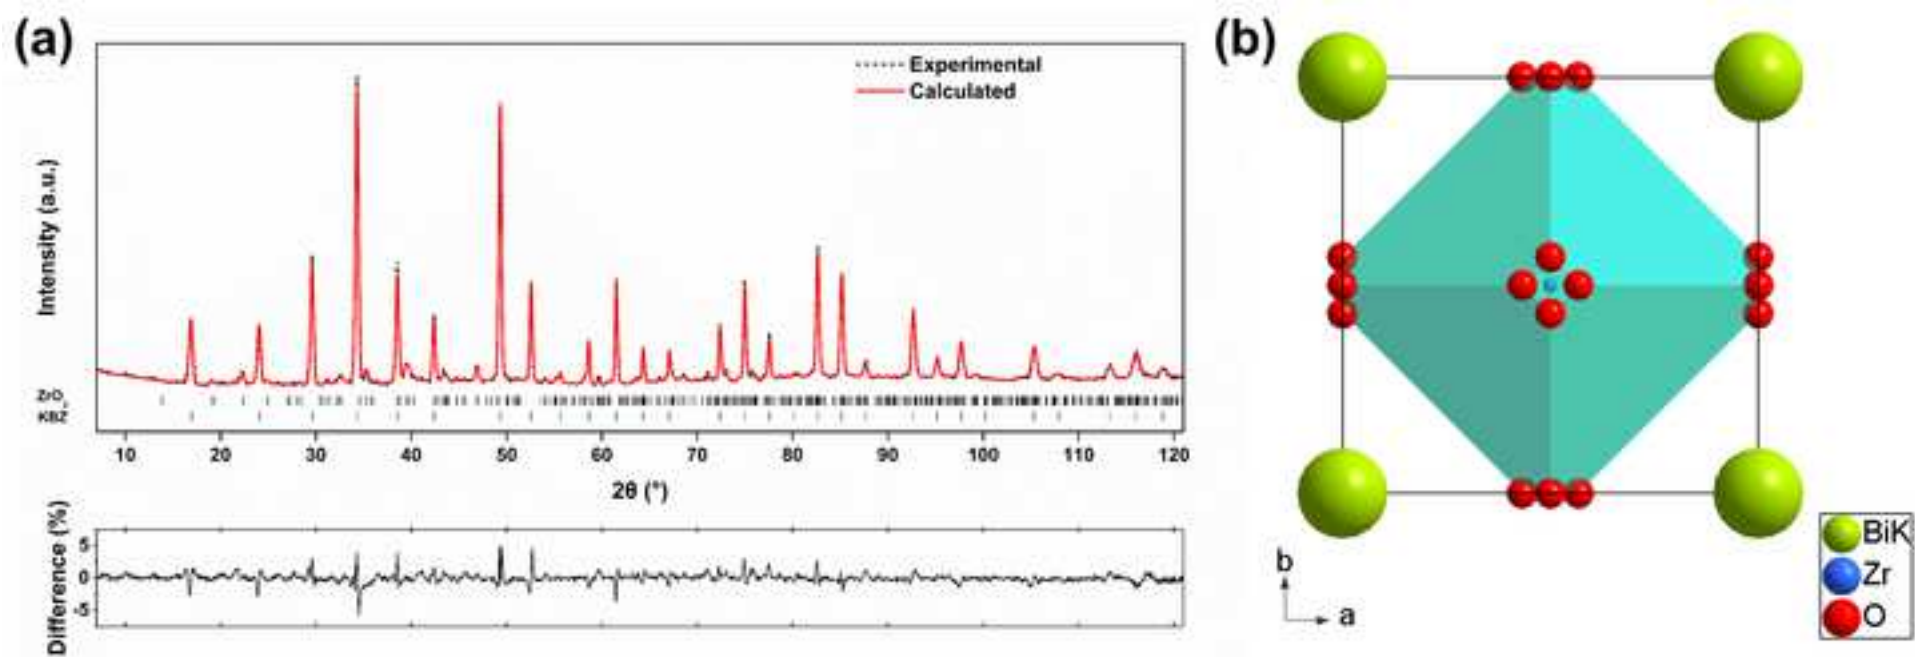 (a)
Experimental
Calculated
Intensity (a.u.)
ZrO
KBZ
10 20 30 40 50 60 70 80 90 100 110 120
2θ (°)
Difference (%)
5
0
-5
(b)
b
a
BiK
Zr
O